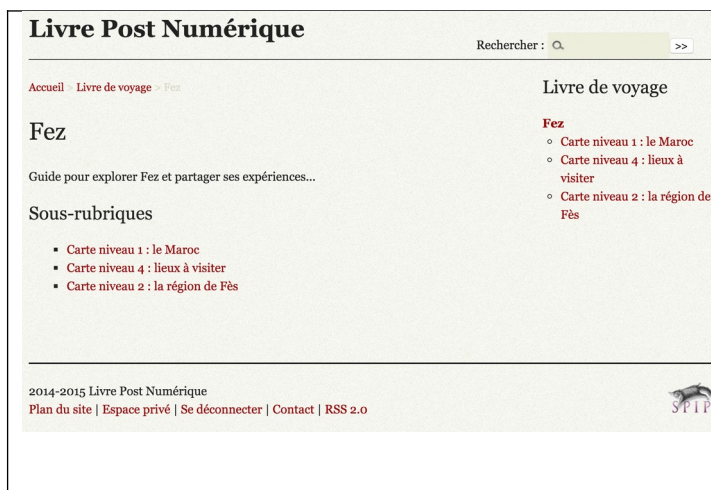 Livre Post Numérique
Rechercher : >>
Accueil > Livre de voyage > Fez
Fez
Guide pour explorer Fez et partager ses expériences...
Sous-rubriques
Carte niveau 1 : le Maroc
Carte niveau 4 : lieux à visiter
Carte niveau 2 : la région de Fès
Livre de voyage
Fez
Carte niveau 1 : le Maroc
Carte niveau 4 : lieux à
visiter
Carte niveau 2 : la région de
Fès
2014-2015 Livre Post Numérique
Plan du site | Espace privé | Se déconnecter | Contact | RSS 2.0
SPIP